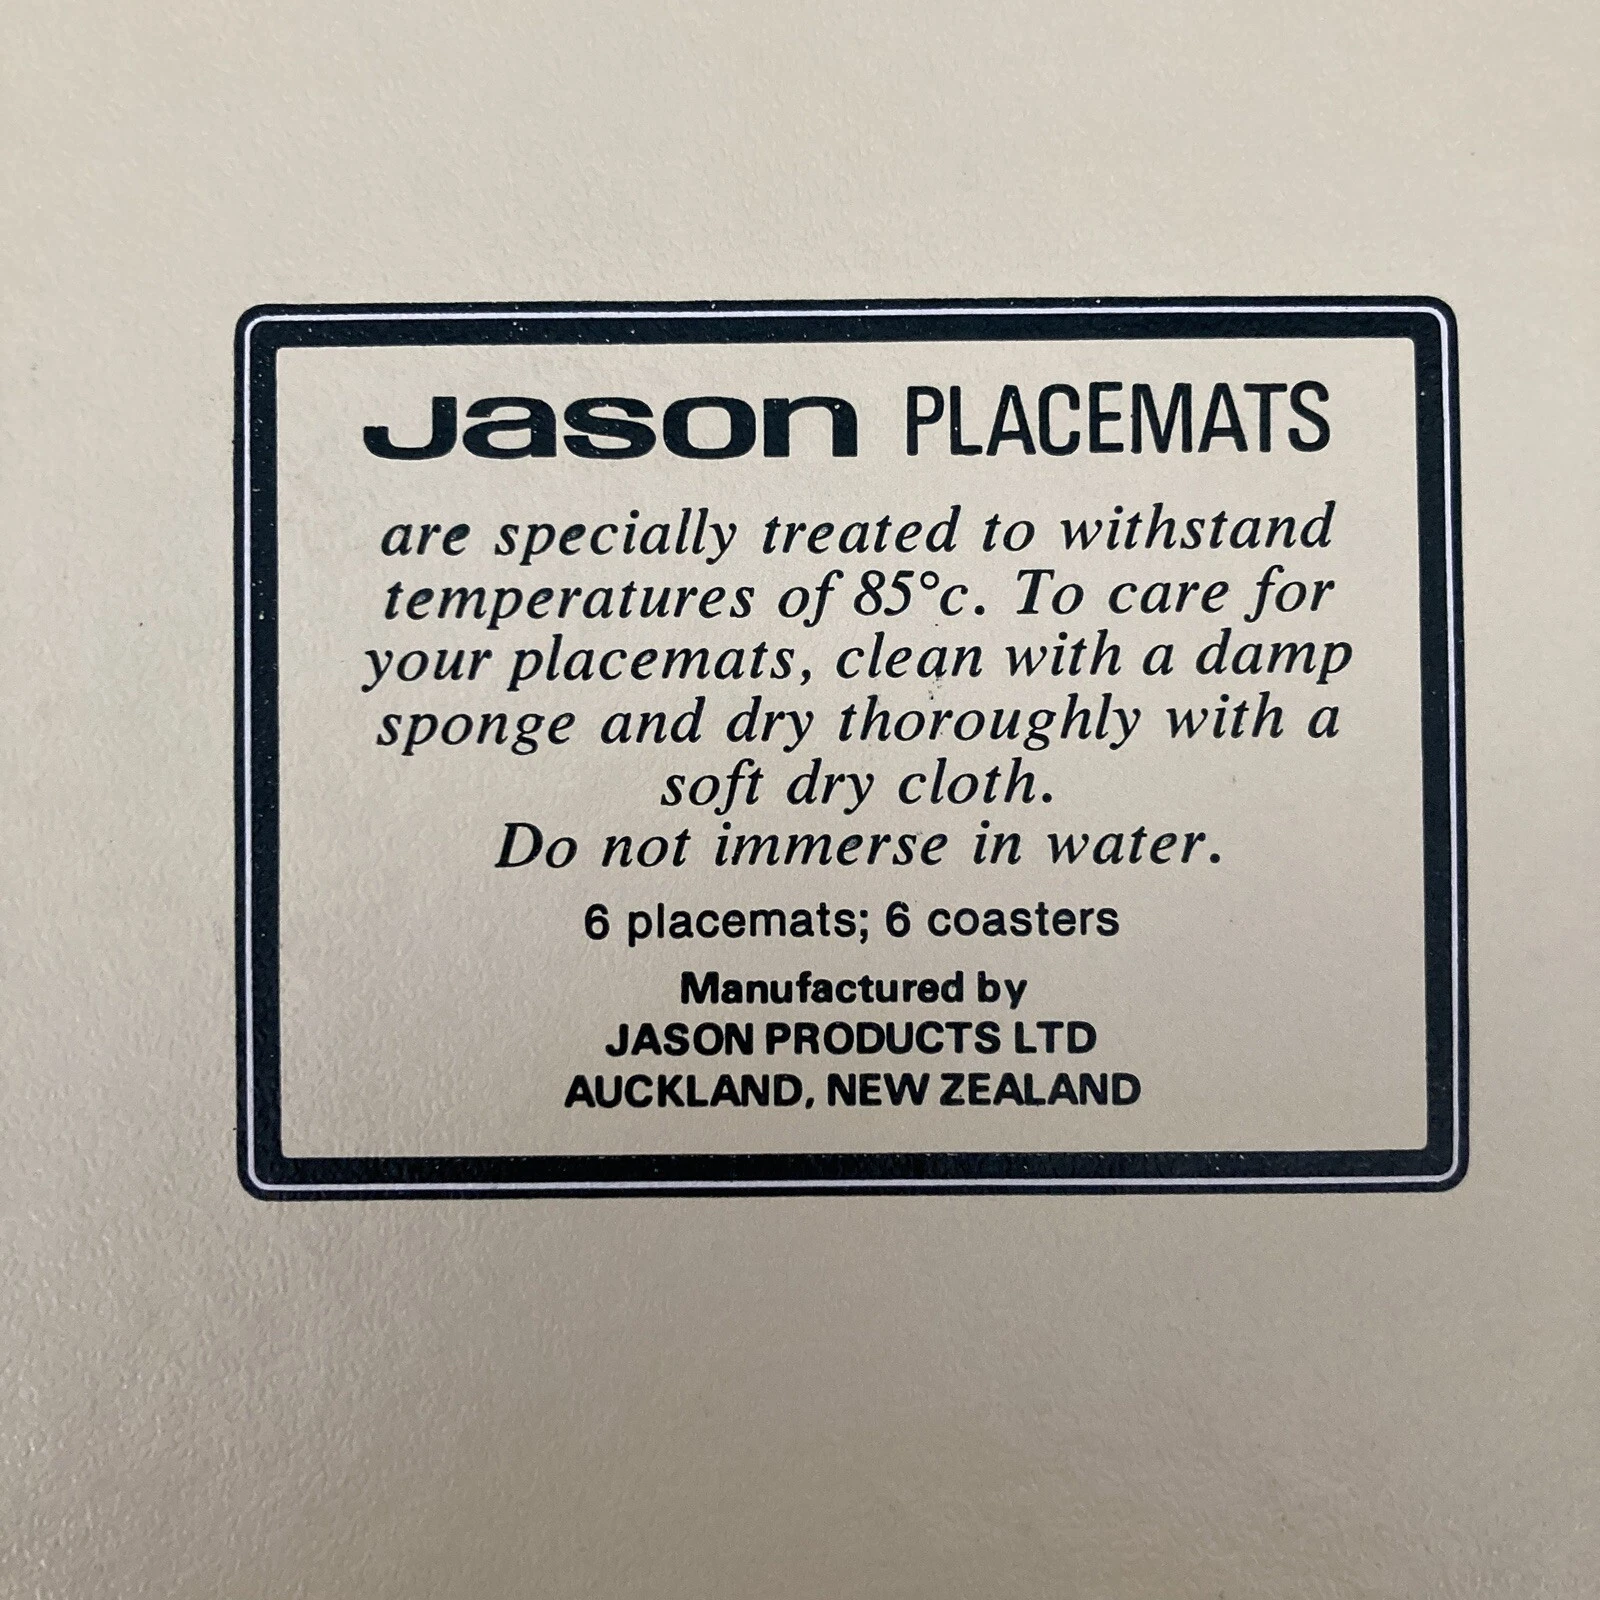 Jason PLACEMATS
are specially treated to withstand
temperatures of 85°c. To care for
your placemats, clean with a damp
sponge and dry thoroughly with a
soft dry cloth.
Do not immerse in water.
6 placemats; 6 coasters
Manufactured by
JASON PRODUCTS LTD
AUCKLAND, NEW ZEALAND